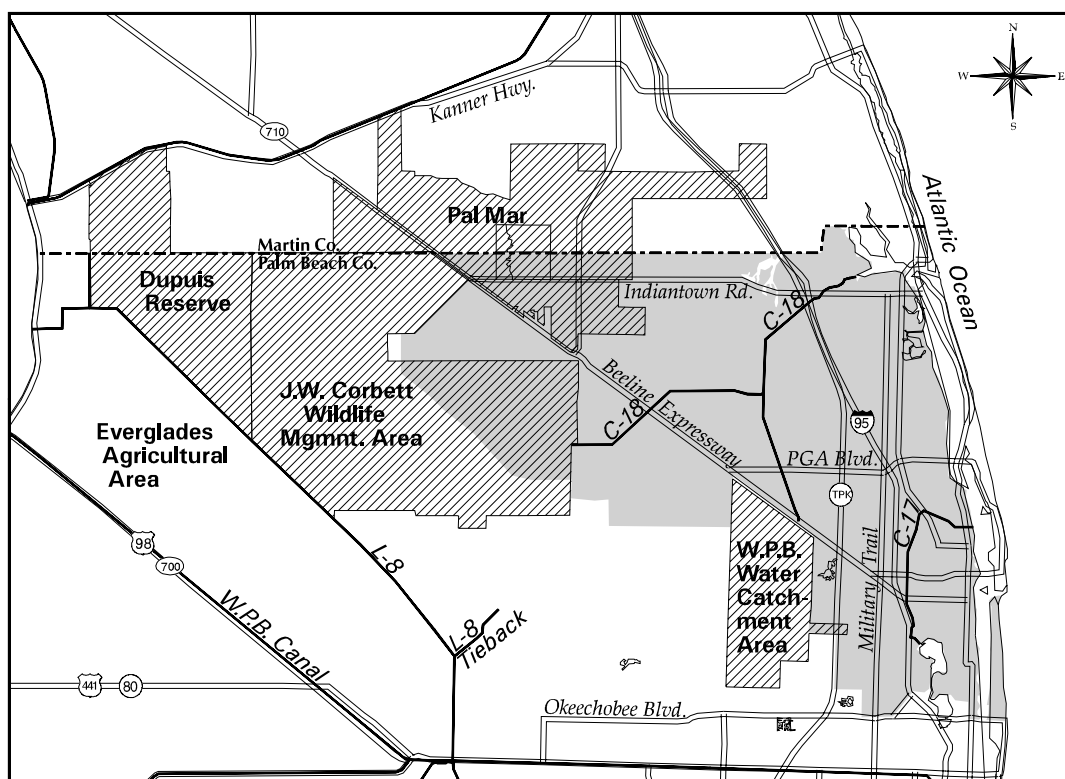 N
W
E
S
Kanner Hwy.
710
Atlantic Ocean
Pal Mar
Martin Co.
Palm Beach Co.
Dupuis
Reserve
Indiantown Rd.
C-18
J.W. Corbett
Wildlife
Mgmnt. Area
Beeline Expressway
C-18
95
Everglades
Agricultural
Area
PGA Blvd.
TPK
C-17
98
700
L-8
W.P.B.
Water
Catch-
ment
Area
Military Trail
W.P.B. Canal
L-8
Tieback
441
80
Okeechobee Blvd.